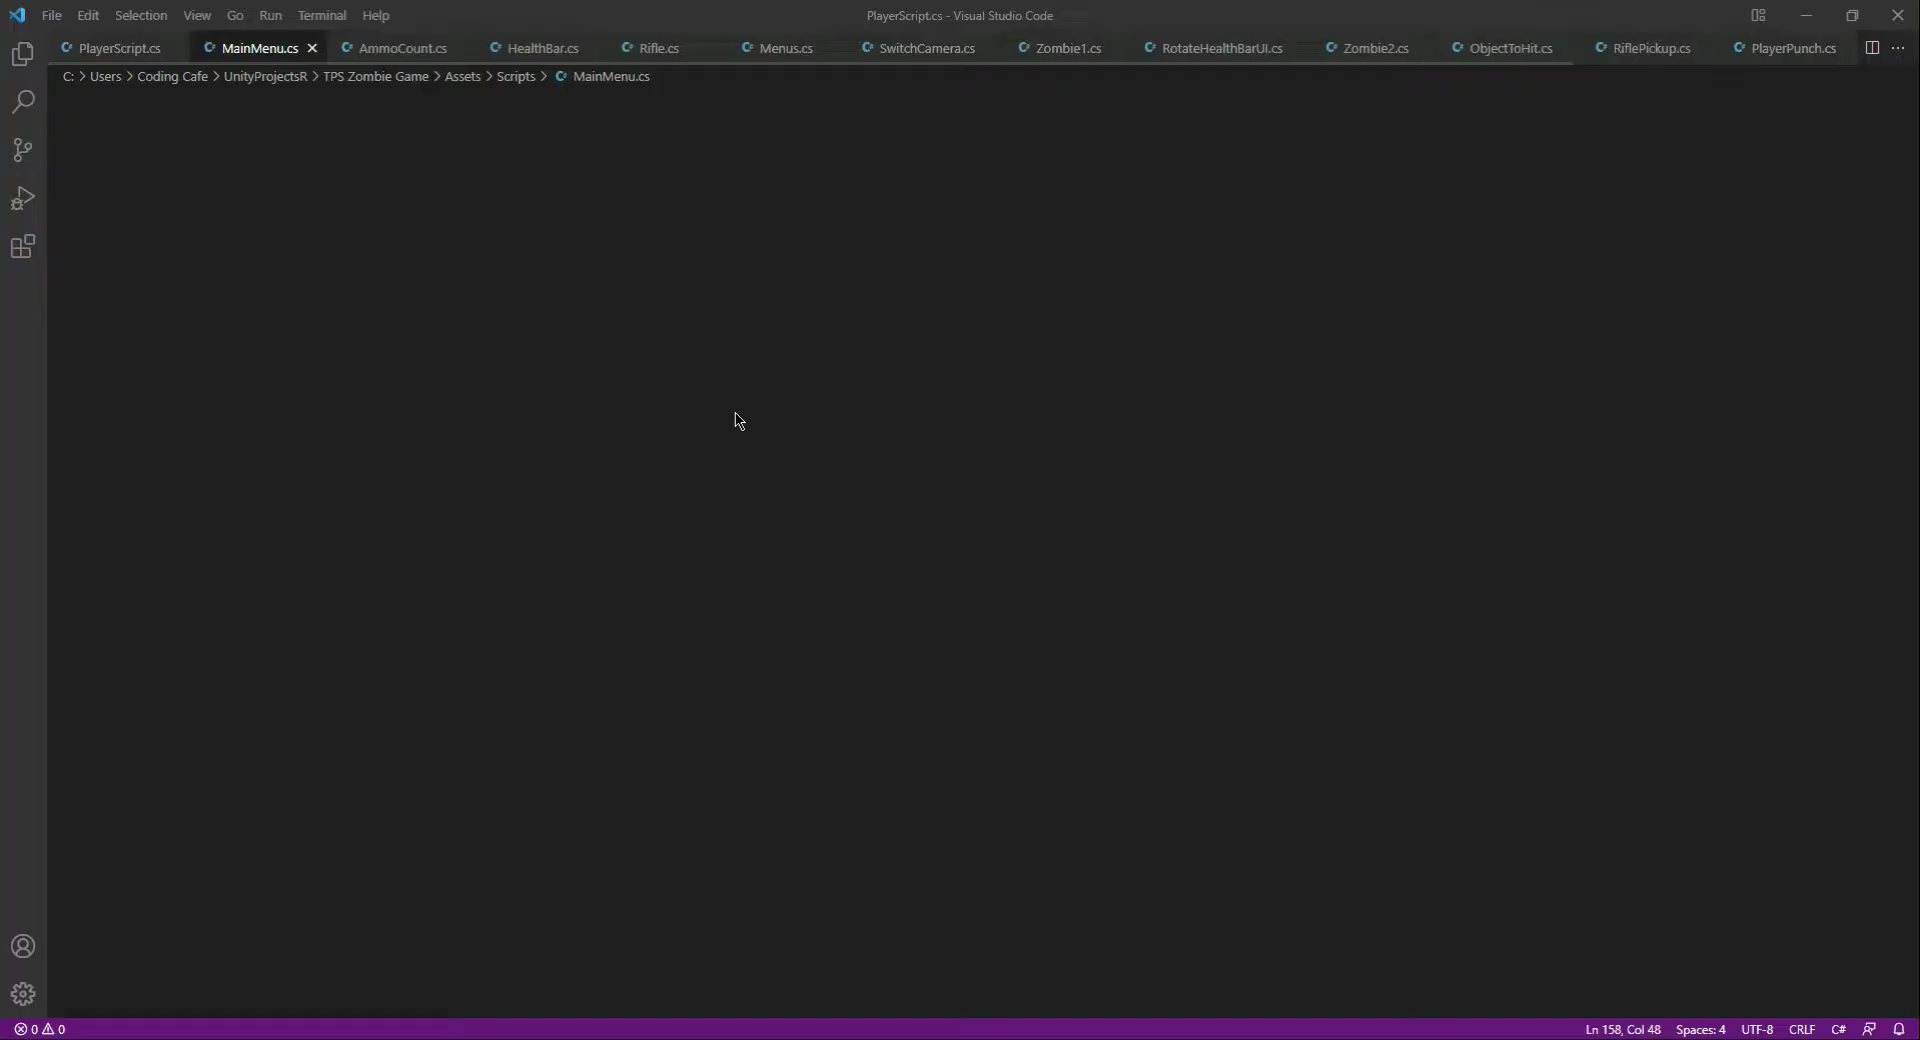 File Edit Selection View Go Run Terminal Help
PlayerScript.cs - Visual Studio Code
PlayerScript.cs MainMenu.cs AmmoCount.cs HealthBar.cs Rifle.cs Menus.cs SwitchCamera.cs Zombie1.cs RotateHealthBarUI.cs Zombie2.cs ObjectToHit.cs RiflePickup.cs PlayerPunch.cs
C: > Users > Coding Cafe > UnityProjectsR > TPS Zombie Game > Assets > Scripts > MainMenu.cs
0 0 Ln 158, Col 48 Spaces: 4 UTF-8 CRLF C#